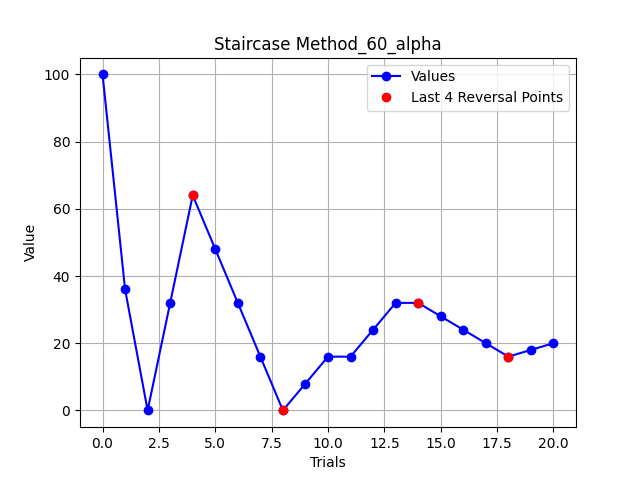 Staircase Method_60_alpha
Values
Last 4 Reversal Points
Value
100
80
60
40
20
0
0.0 2.5 5.0 7.5 10.0 12.5 15.0 17.5 20.0
Trials